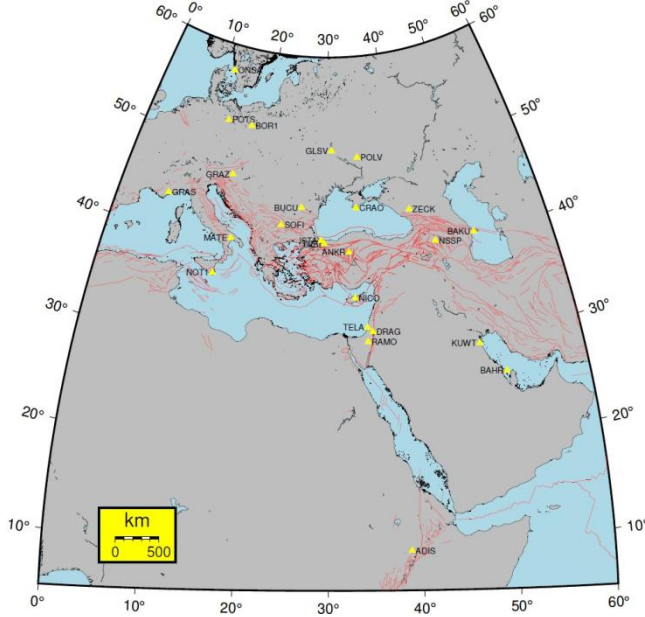 0° 10° 20° 30° 40° 50°
60° 60°
ONSA
50° 50°
POTS
BOR1
GLSV
POLV
GRAZ
GRAS
40° 40°
BUCU
CRAO
ZECK
SOFI
BAKU
MATE
NSSP
ANKR
NOT1
NICO
30° 30°
TELA
DRAG
RAMO
KUWT
BAHR
20° 20°
km
0 500
10° 10°
ADIS
0° 10° 20° 30° 40° 50° 60°